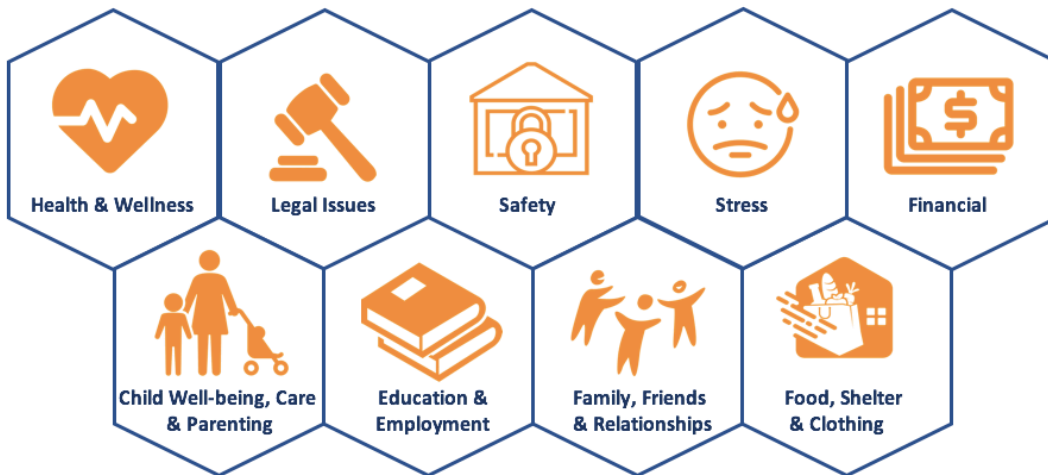 Health & Wellness
Legal Issues
Safety
Stress
$
Financial
Child Well-being, Care
& Parenting
Education &
Employment
Family, Friends
& Relationships
Food, Shelter
& Clothing